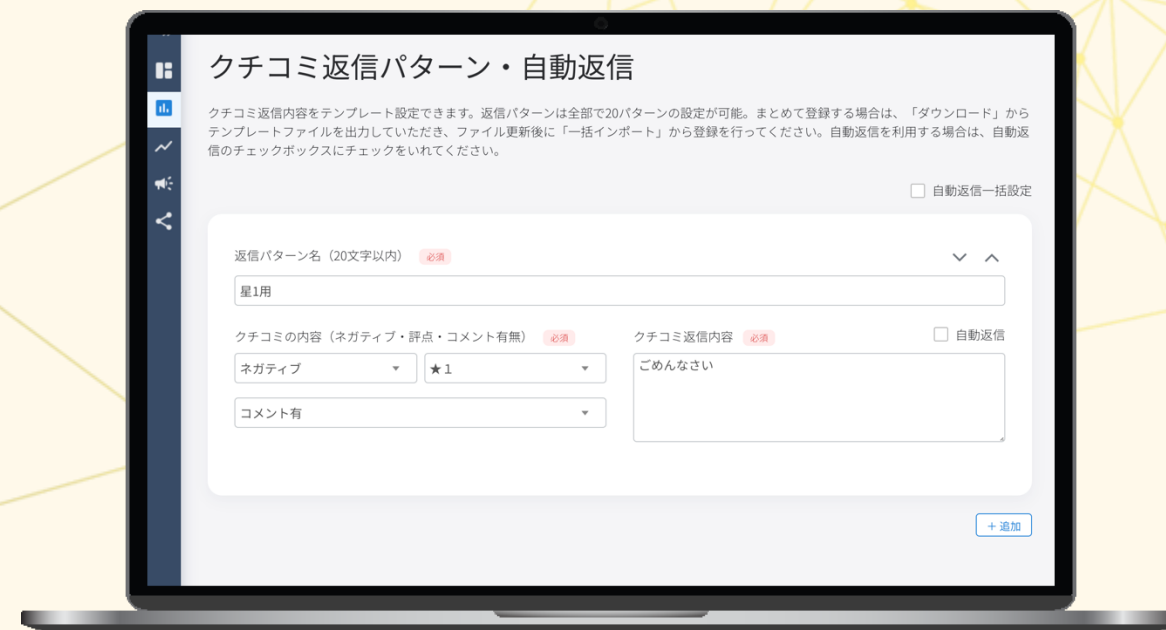 クチコミ返信パターン・自動返信
クチコミ返信内容をテンプレート設定できます。返信パターンは全部で20パターンの設定が可能。まとめて登録する場合は、「ダウンロード」から
テンプレートファイルを出力していただき、ファイル更新後に「一括インポート」から登録を行ってください。自動返信を利用する場合は、自動返
信のチェックボックスにチェックをいれてください。
自動返信一括設定
返信パターン名（20文字以内） 必須
星1用
クチコミの内容（ネガティブ・評点・コメント有無） 必須
ネガティブ ★1
コメント有
クチコミ返信内容 必須 自動返信
ごめんなさい
＋追加